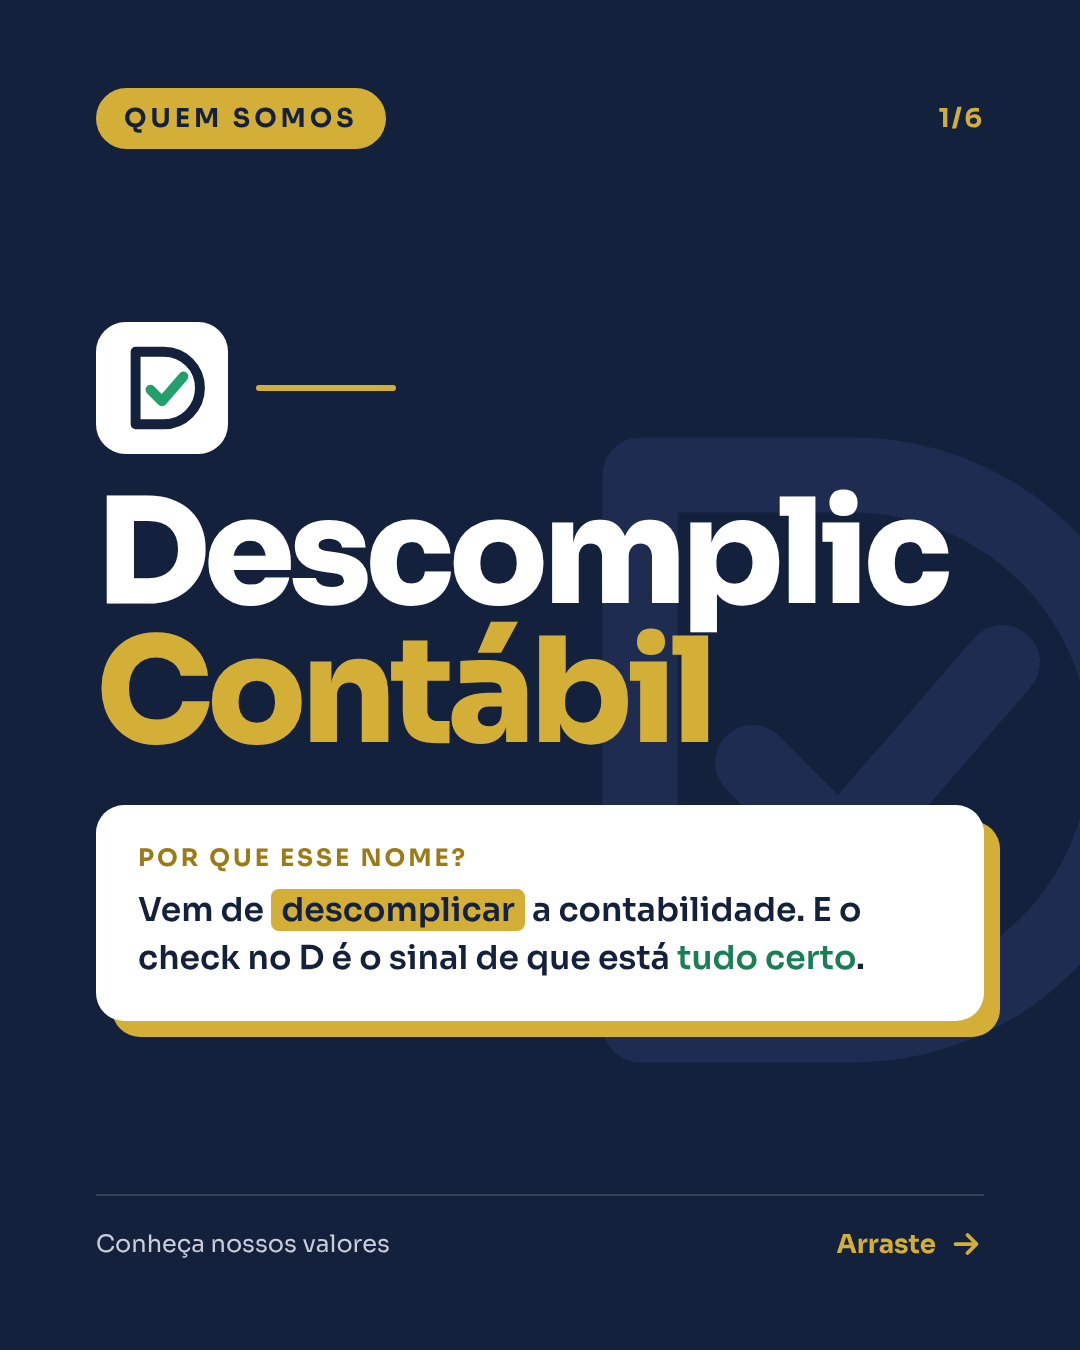 QUEM SOMOS
1/6
Descomplic
Contábil
POR QUE ESSE NOME?
Vem de descomplicar a contabilidade. E o
check no D é o sinal de que está tudo certo.
Conheça nossos valores
Arraste →